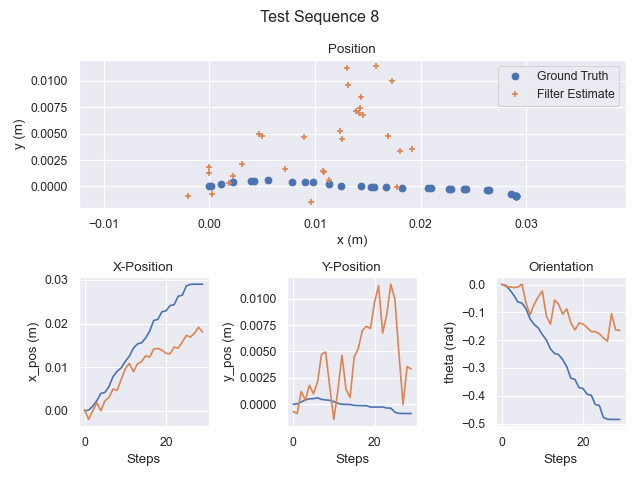 Test Sequence 8
Position
0.0100
0.0075
0.0050
0.0025
0.0000
y (m)
Ground Truth
Filter Estimate
−0.01
0.00
0.01
0.02
0.03
x (m)
X-Position
0.03
0.02
0.01
0.00
x_pos (m)
0
20
Steps
Y-Position
0.0100
0.0075
0.0050
0.0025
0.0000
y_pos (m)
0
20
Steps
Orientation
0.0
−0.1
−0.2
−0.3
−0.4
−0.5
theta (rad)
0
20
Steps